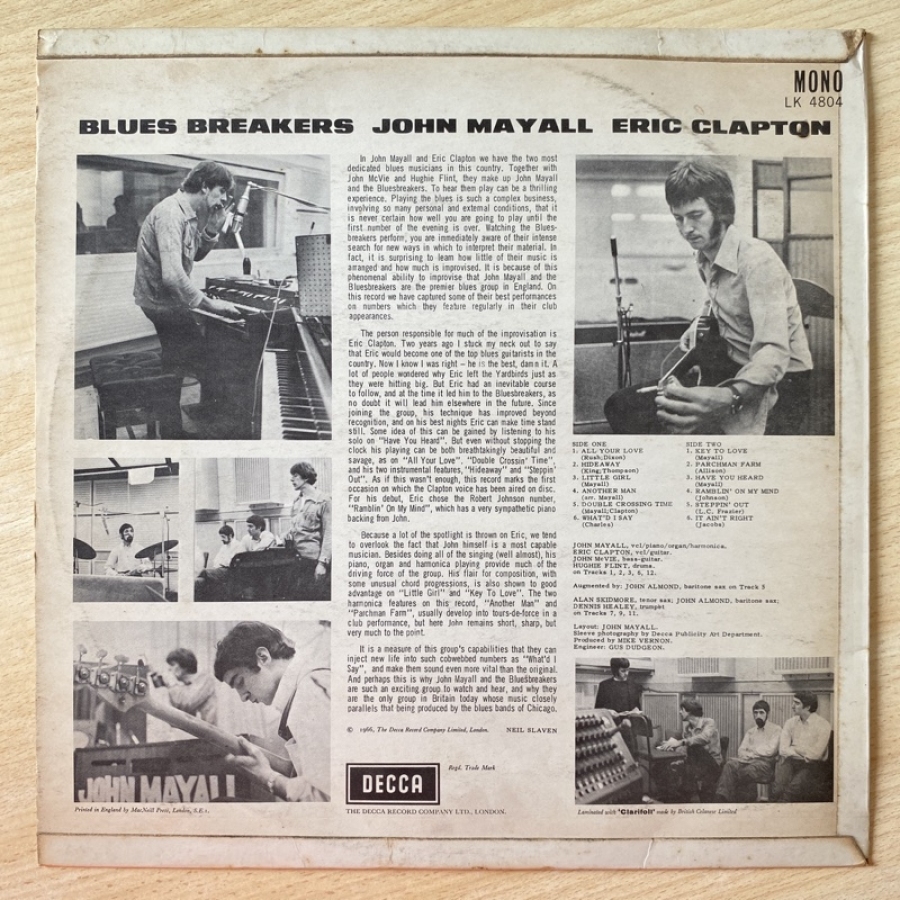 MONO
LK 4804
BLUES BREAKERS JOHN MAYALL ERIC CLAPTON
In John Mayall and Eric Clapton we have the two most
dedicated blues musicians in this country. Together with
John McVie and Hughie Flint, they make up John Mayall
and the Bluesbreakers. To hear them play can be a thrilling
experience. Playing the blues is such a complex business,
involving so many personal and external conditions, that it
is never certain how well you are going to play until the
first number of the evening is over. Watching the Blues-
breakers perform, you are immediately aware of their intense
search for new ways in which to interpret their material. In
fact, it is surprising to learn how little of their music is
arranged and how much is improvised. It is because of this
phenomenal ability to improvise that John Mayall and the
Bluesbreakers are the premier blues group in England. On
this record we have captured some of their best performances
on numbers which they feature regularly in their club
appearances.
The person responsible for much of the improvisation is
Eric Clapton. Two years ago I stuck my neck out to say
that Eric would become one of the top blues guitarists in the
country. Now I know I was right – he is the best, damn it. A
lot of people wondered why Eric left the Yardbirds just as
they were hitting big. But Eric had an inevitable course
to follow, and at the time it led him to the Bluesbreakers, as
no doubt it will lead him elsewhere in the future. Since
joining the group, his technique has improved beyond
recognition, and on his best nights Eric can make time stand
still. Some idea of this can be gained by listening to his
solo on "Have You Heard". But even without stopping the
clock his playing can be both breathtakingly beautiful and
savage, as on "All Your Love". "Double Crossin' Time",
and his two instrumental features, "Hideaway" and "Steppin'
Out". As if this wasn't enough, this record marks the first
occasion on which the Clapton voice has been aired on disc.
For his debut, Eric chose the Robert Johnson number,
"Ramblin' On My Mind", which has a very sympathetic piano
backing from John.
Because a lot of the spotlight is thrown on Eric, we tend
to overlook the fact that John himself is a most capable
musician. Besides doing all of the singing (well almost), his
piano, organ and harmonica playing provide much of the
driving force of the group. His flair for composition, with
some unusual chord progressions, is also shown to good
advantage on "Little Girl" and "Key To Love". The two
harmonica features on this record, "Another Man" and
"Parchman Farm", usually develop into tours-de-force in a
club performance, but here John remains short, sharp, but
very much to the point.
It is a measure of this group's capabilities that they can
inject new life into such cobwebbed numbers as "What'd I
Say", and make them sound even more vital than the original.
And perhaps this is why John Mayall and the Bluesbreakers
are such an exciting group to watch and hear, and why they
are the only group in Britain today whose music closely
parallels that being produced by the blues bands of Chicago.
© 1966, The Decca Record Company Limited, London. NEIL SLAVEN
DECCA
Regd. Trade Mark
THE DECCA RECORD COMPANY LTD., LONDON.
SIDE ONE
1. ALL YOUR LOVE
(Rush;Dixon)
2. HIDEAWAY
(King;Thompson)
3. LITTLE GIRL
(Mayall)
4. ANOTHER MAN
(arr. Mayall)
5. DOUBLE CROSSING TIME
(Mayall;Clapton)
6. WHAT'D I SAY
(Charles)
SIDE TWO
1. KEY TO LOVE
(Mayall)
2. PARCHMAN FARM
(Allison)
3. HAVE YOU HEARD
(Mayall)
4. RAMBLIN' ON MY MIND
(Johnson)
5. STEPPIN' OUT
(L.C. Frazier)
6. IT AIN'T RIGHT
(Jacobs)
JOHN MAYALL, vcl/piano/organ/harmonica.
ERIC CLAPTON, vcl/guitar.
JOHN McVIE, bass-guitar.
HUGHIE FLINT, drums.
on Tracks 1, 2, 3, 6, 12.
Augmented by: JOHN ALMOND, baritone sax on Track 5
ALAN SKIDMORE, tenor sax; JOHN ALMOND, baritone sax;
DENNIS HEALEY, trumpet
on Tracks 7, 9, 11.
Layout: JOHN MAYALL.
Sleeve photography by Decca Publicity Art Department.
Produced by MIKE VERNON.
Engineer: GUS DUDGEON.
JOHN MAYALL
Printed in England by MacNeill Press, London, S.E.1.
Laminated with 'Clarifoil' made by British Celanese Limited